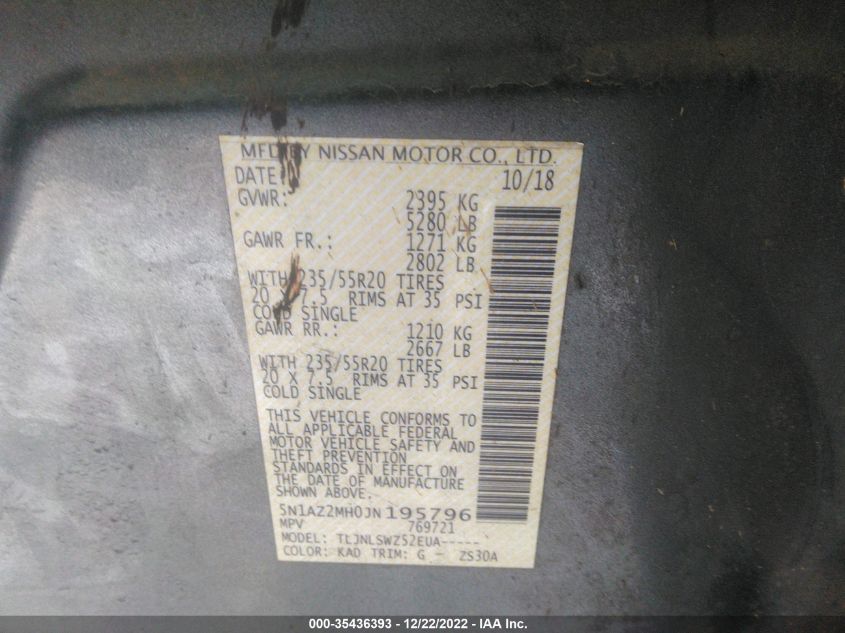 MFD BY NISSAN MOTOR CO., LTD.
DATE: 10/18
GVWR: 2395 KG
5280 LB
GAWR FR.: 1271 KG
2802 LB
WITH 235/55R20 TIRES
20 X 7.5 RIMS AT 35 PSI
COLD SINGLE
GAWR RR.: 1210 KG
2667 LB
WITH 235/55R20 TIRES
20 X 7.5 RIMS AT 35 PSI
COLD SINGLE
THIS VEHICLE CONFORMS TO
ALL APPLICABLE FEDERAL
MOTOR VEHICLE SAFETY AND
THEFT PREVENTION
STANDARDS IN EFFECT ON
THE DATE OF MANUFACTURE
SHOWN ABOVE.
5N1AZ2MH0JN195796
MPV 769721
MODEL: TLJNLSWZ52EUA-----
COLOR: KAD TRIM: G - ZS30A
000-35436393 - 12/22/2022 - IAA Inc.